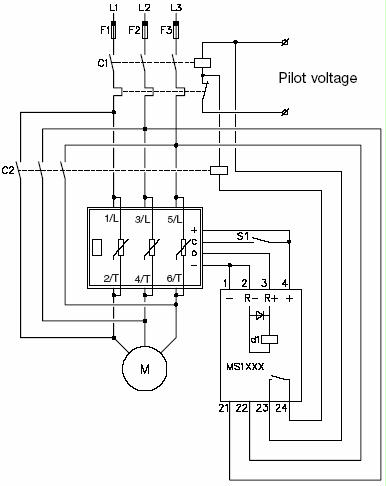 L1 L2 L3
F1 F2 F3
C1
Pilot voltage
C2
1/L 3/L 5/L
+
C
D
-
S1
2/T 4/T 6/T
1 2 3 4
- R- R+ +
d1
M
MS1XXX
21 22 23 24